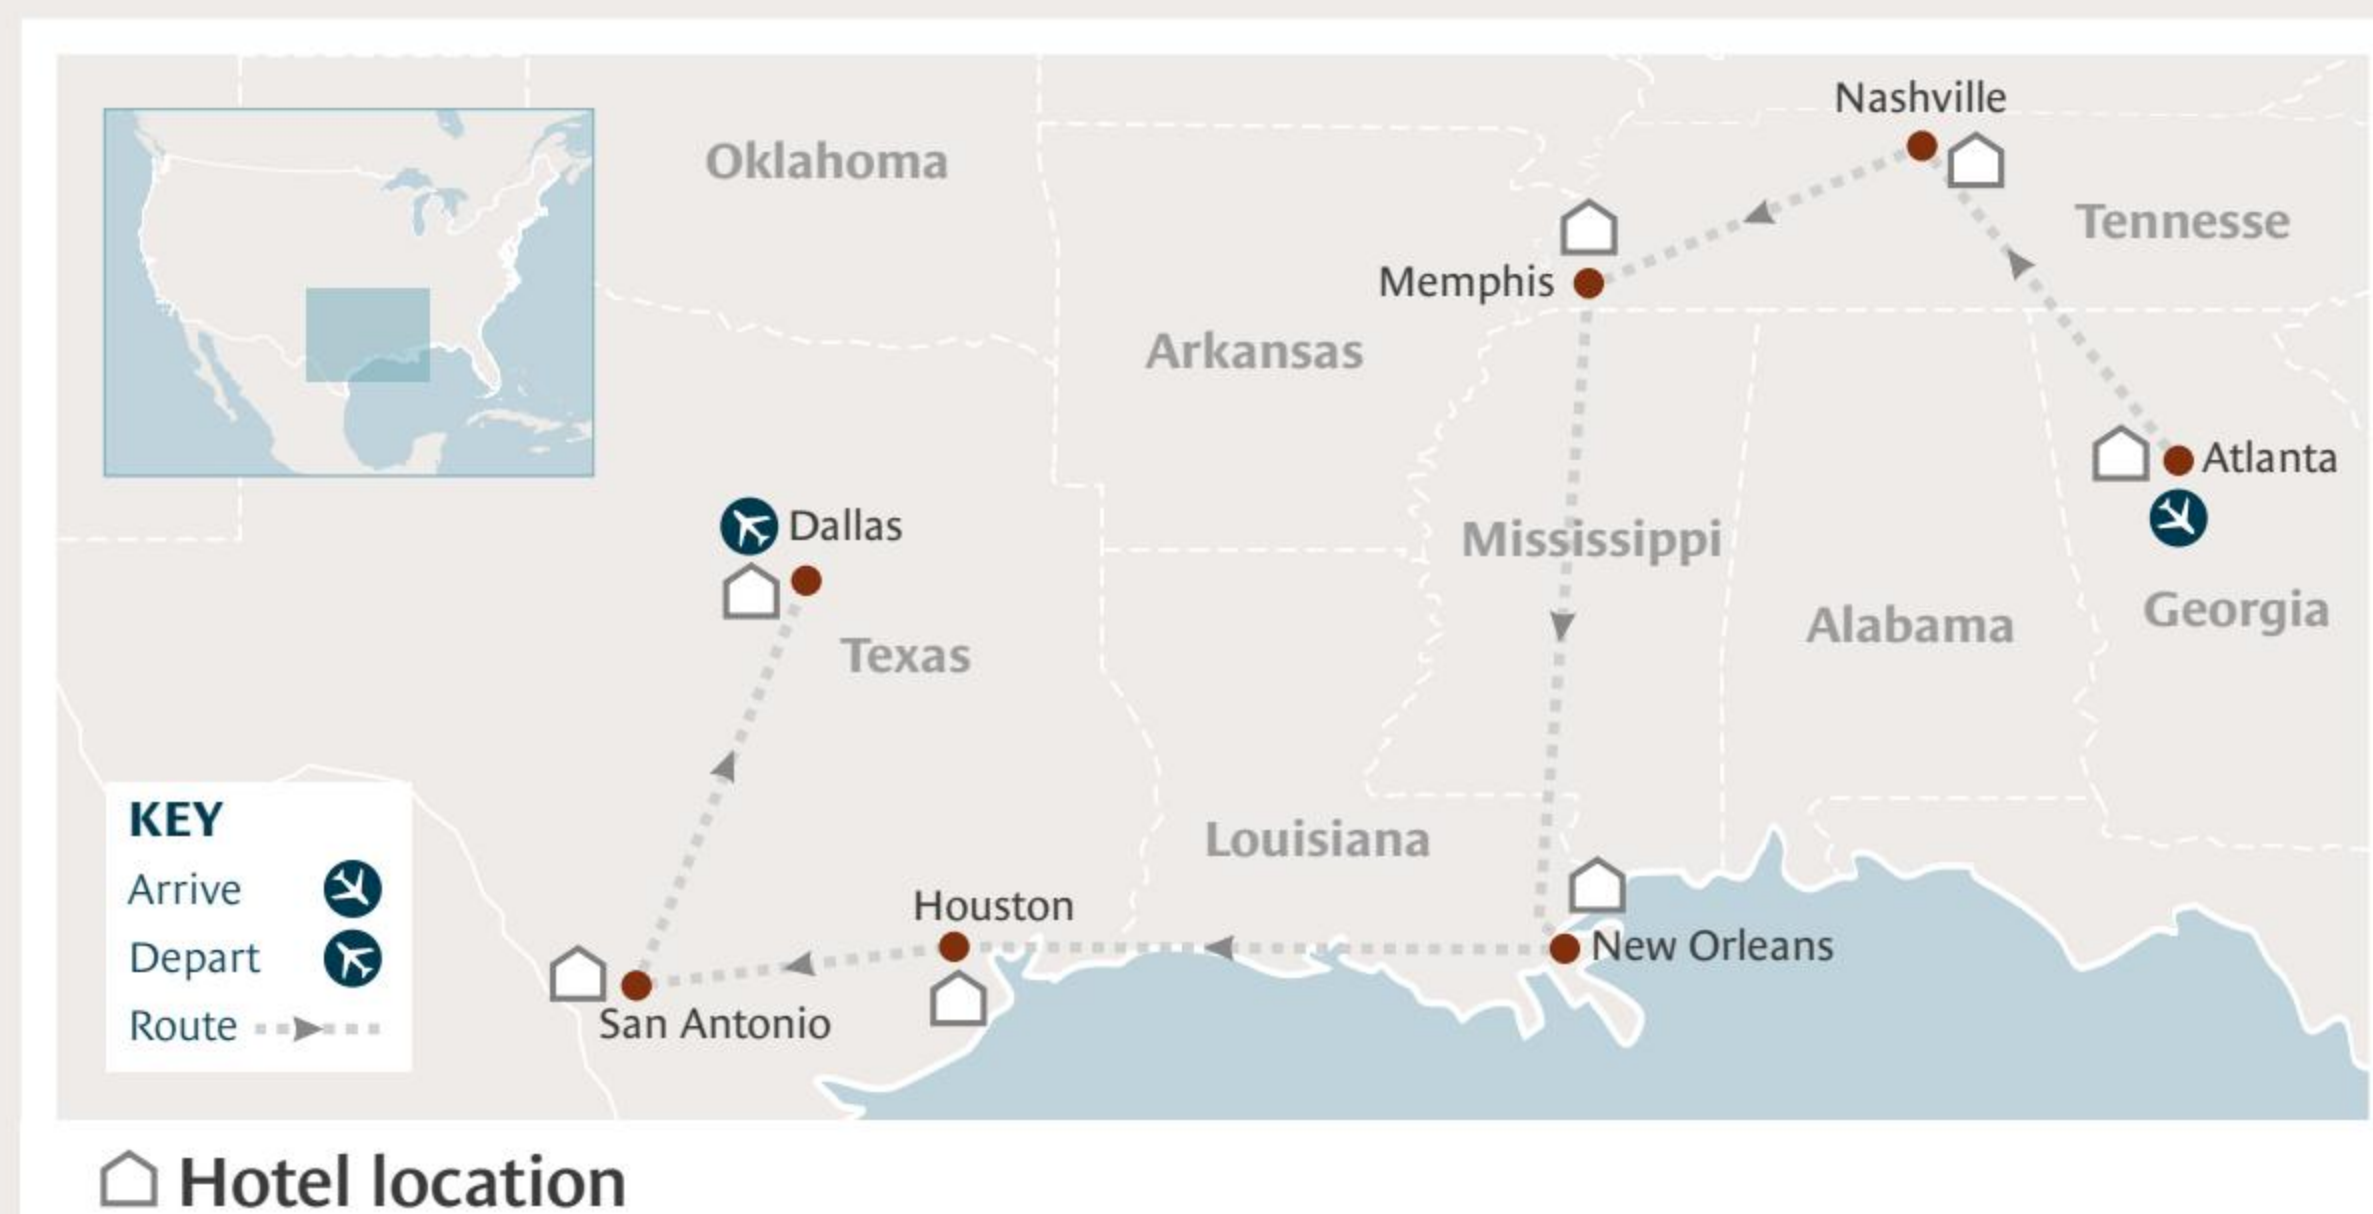 Nashville
Oklahoma
Tennesse
Memphis
Arkansas
Atlanta
Dallas
Mississippi
Georgia
Alabama
Texas
KEY
Arrive
Depart
Route
Louisiana
Houston
New Orleans
San Antonio
Hotel location